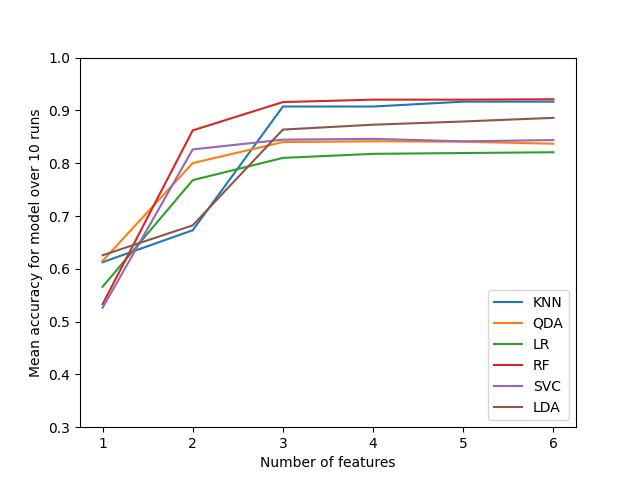 1.0
0.9
0.8
0.7
0.6
0.5
0.4
0.3
Mean accuracy for model over 10 runs
KNN
QDA
LR
RF
SVC
LDA
1 2 3 4 5 6
Number of features